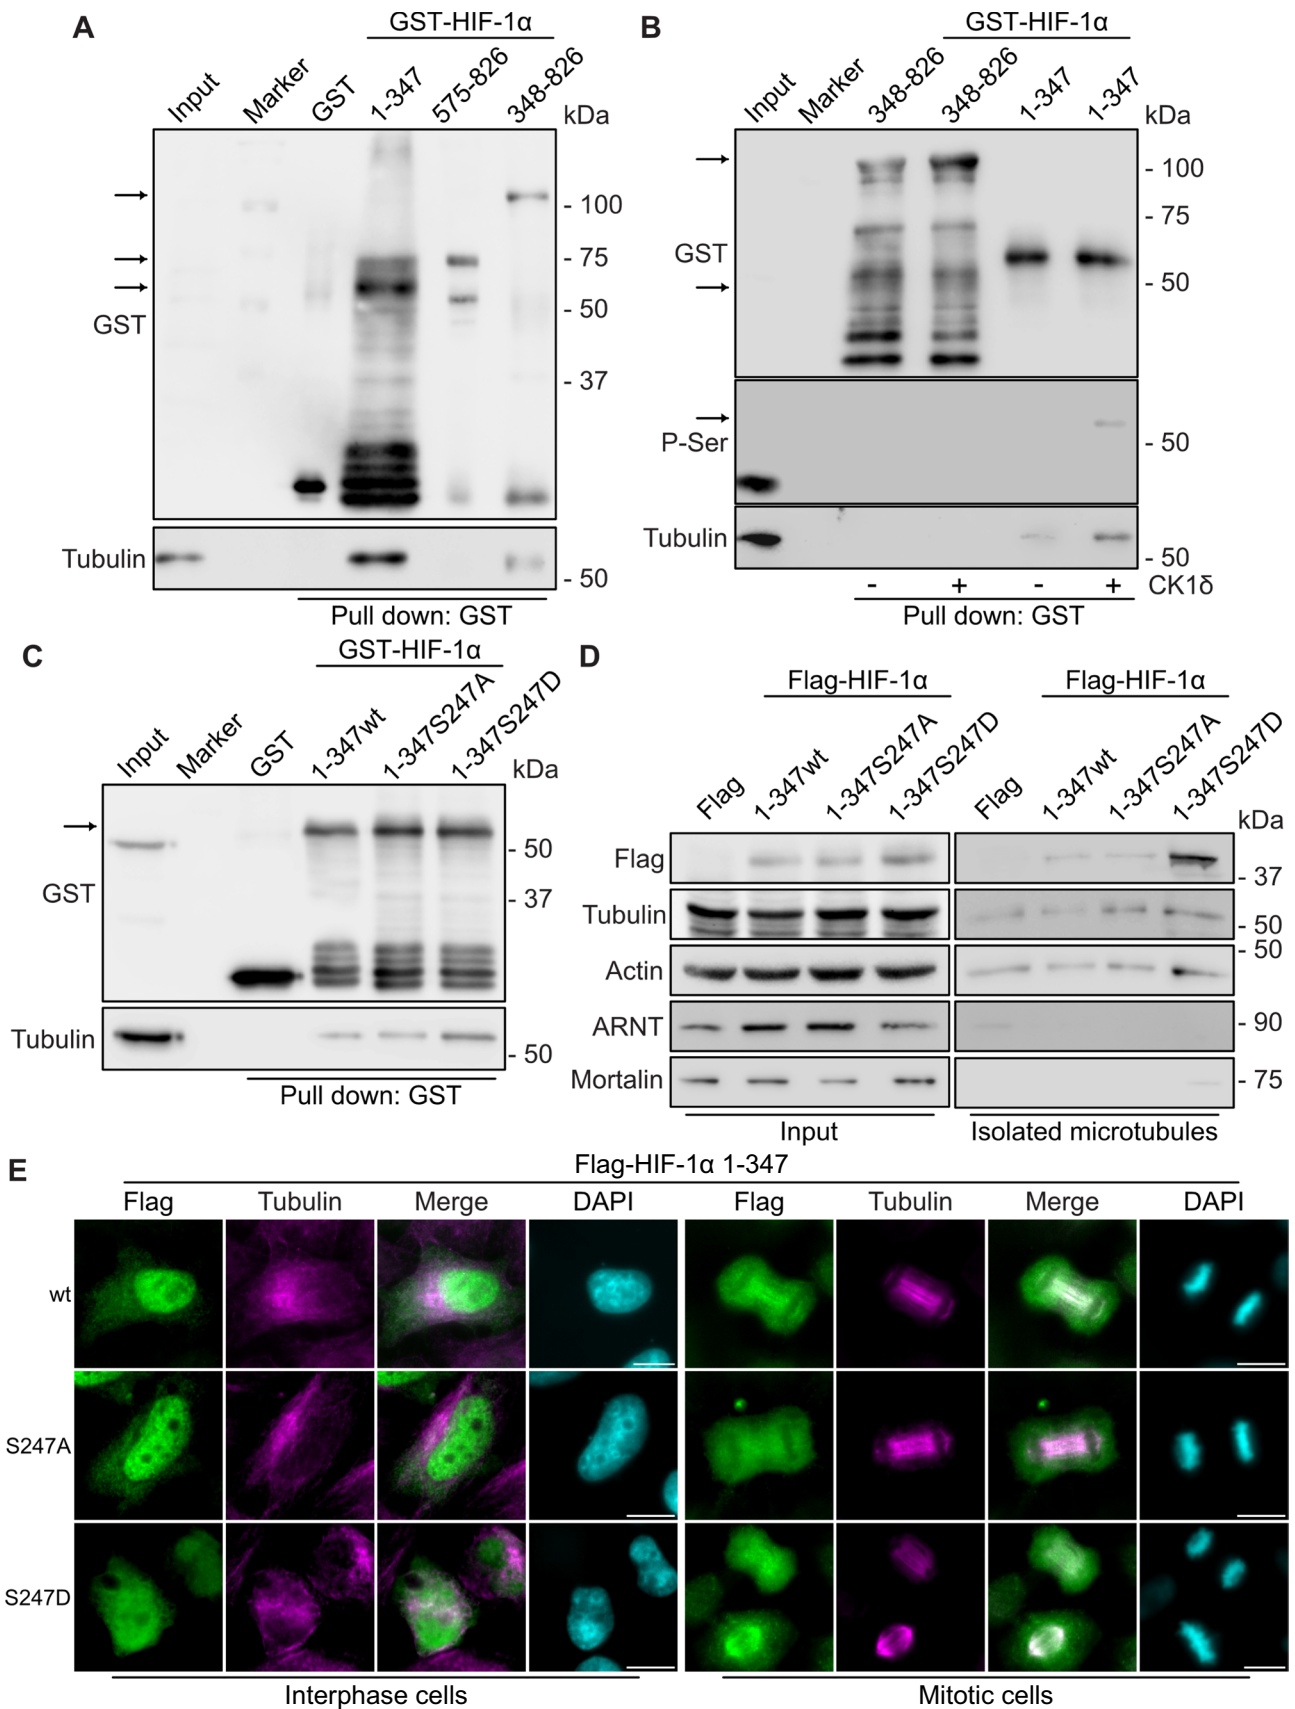 A
GST-HIF-1α
Input
Marker
GST
1-347
575-826
348-826
kDa
- 100
- 75
- 50
GST
- 37
Tubulin
- 50
Pull down: GST
B
GST-HIF-1α
Input
Marker
348-826
348-826
1-347
1-347
kDa
- 100
- 75
GST
- 50
P-Ser
- 50
Tubulin
- 50
- + - + CK1δ
Pull down: GST
C
GST-HIF-1α
Input
Marker
GST
1-347wt
1-347S247A
1-347S247D
kDa
- 50
GST
- 37
Tubulin
- 50
Pull down: GST
D
Flag-HIF-1α
Flag-HIF-1α
Flag
1-347wt
1-347S247A
1-347S247D
Flag
1-347wt
1-347S247A
1-347S247D
kDa
Flag
- 37
Tubulin
- 50
- 50
Actin
ARNT
- 90
Mortalin
- 75
Input
Isolated microtubules
E
Flag-HIF-1α 1-347
Flag Tubulin Merge DAPI Flag Tubulin Merge DAPI
wt
S247A
S247D
Interphase cells
Mitotic cells